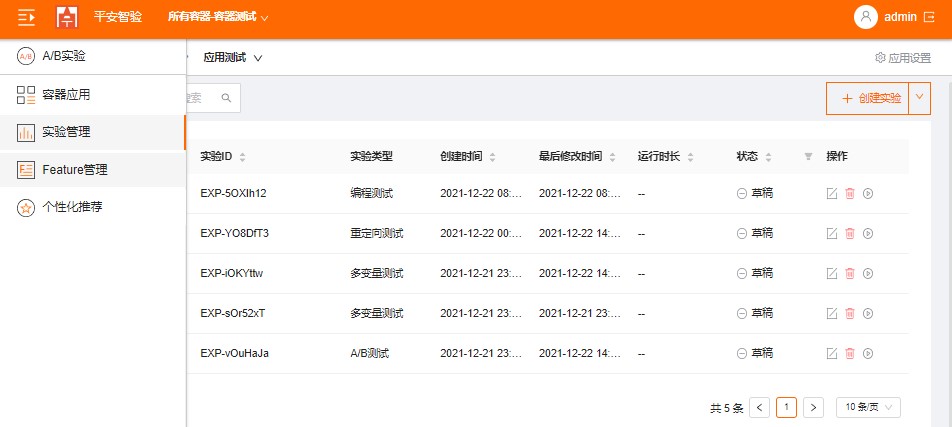 平安智验 所有容器-容器测试 admin
A/B实验 应用测试 应用设置
容器应用 搜索 创建实验
实验管理
Feature管理
个性化推荐
实验ID 实验类型 创建时间 最后修改时间 运行时长 状态 操作
EXP-5OXIh12 编程测试 2021-12-22 08:... 2021-12-22 08:... -- 草稿
EXP-YO8DfT3 重定向测试 2021-12-22 00:... 2021-12-22 14:... -- 草稿
EXP-iOKYttw 多变量测试 2021-12-21 23:... 2021-12-22 14:... -- 草稿
EXP-sOr52xT 多变量测试 2021-12-21 23:... 2021-12-21 23:... -- 草稿
EXP-vOuHaJa A/B测试 2021-12-21 23:... 2021-12-22 14:... -- 草稿
共 5 条 1 10 条/页